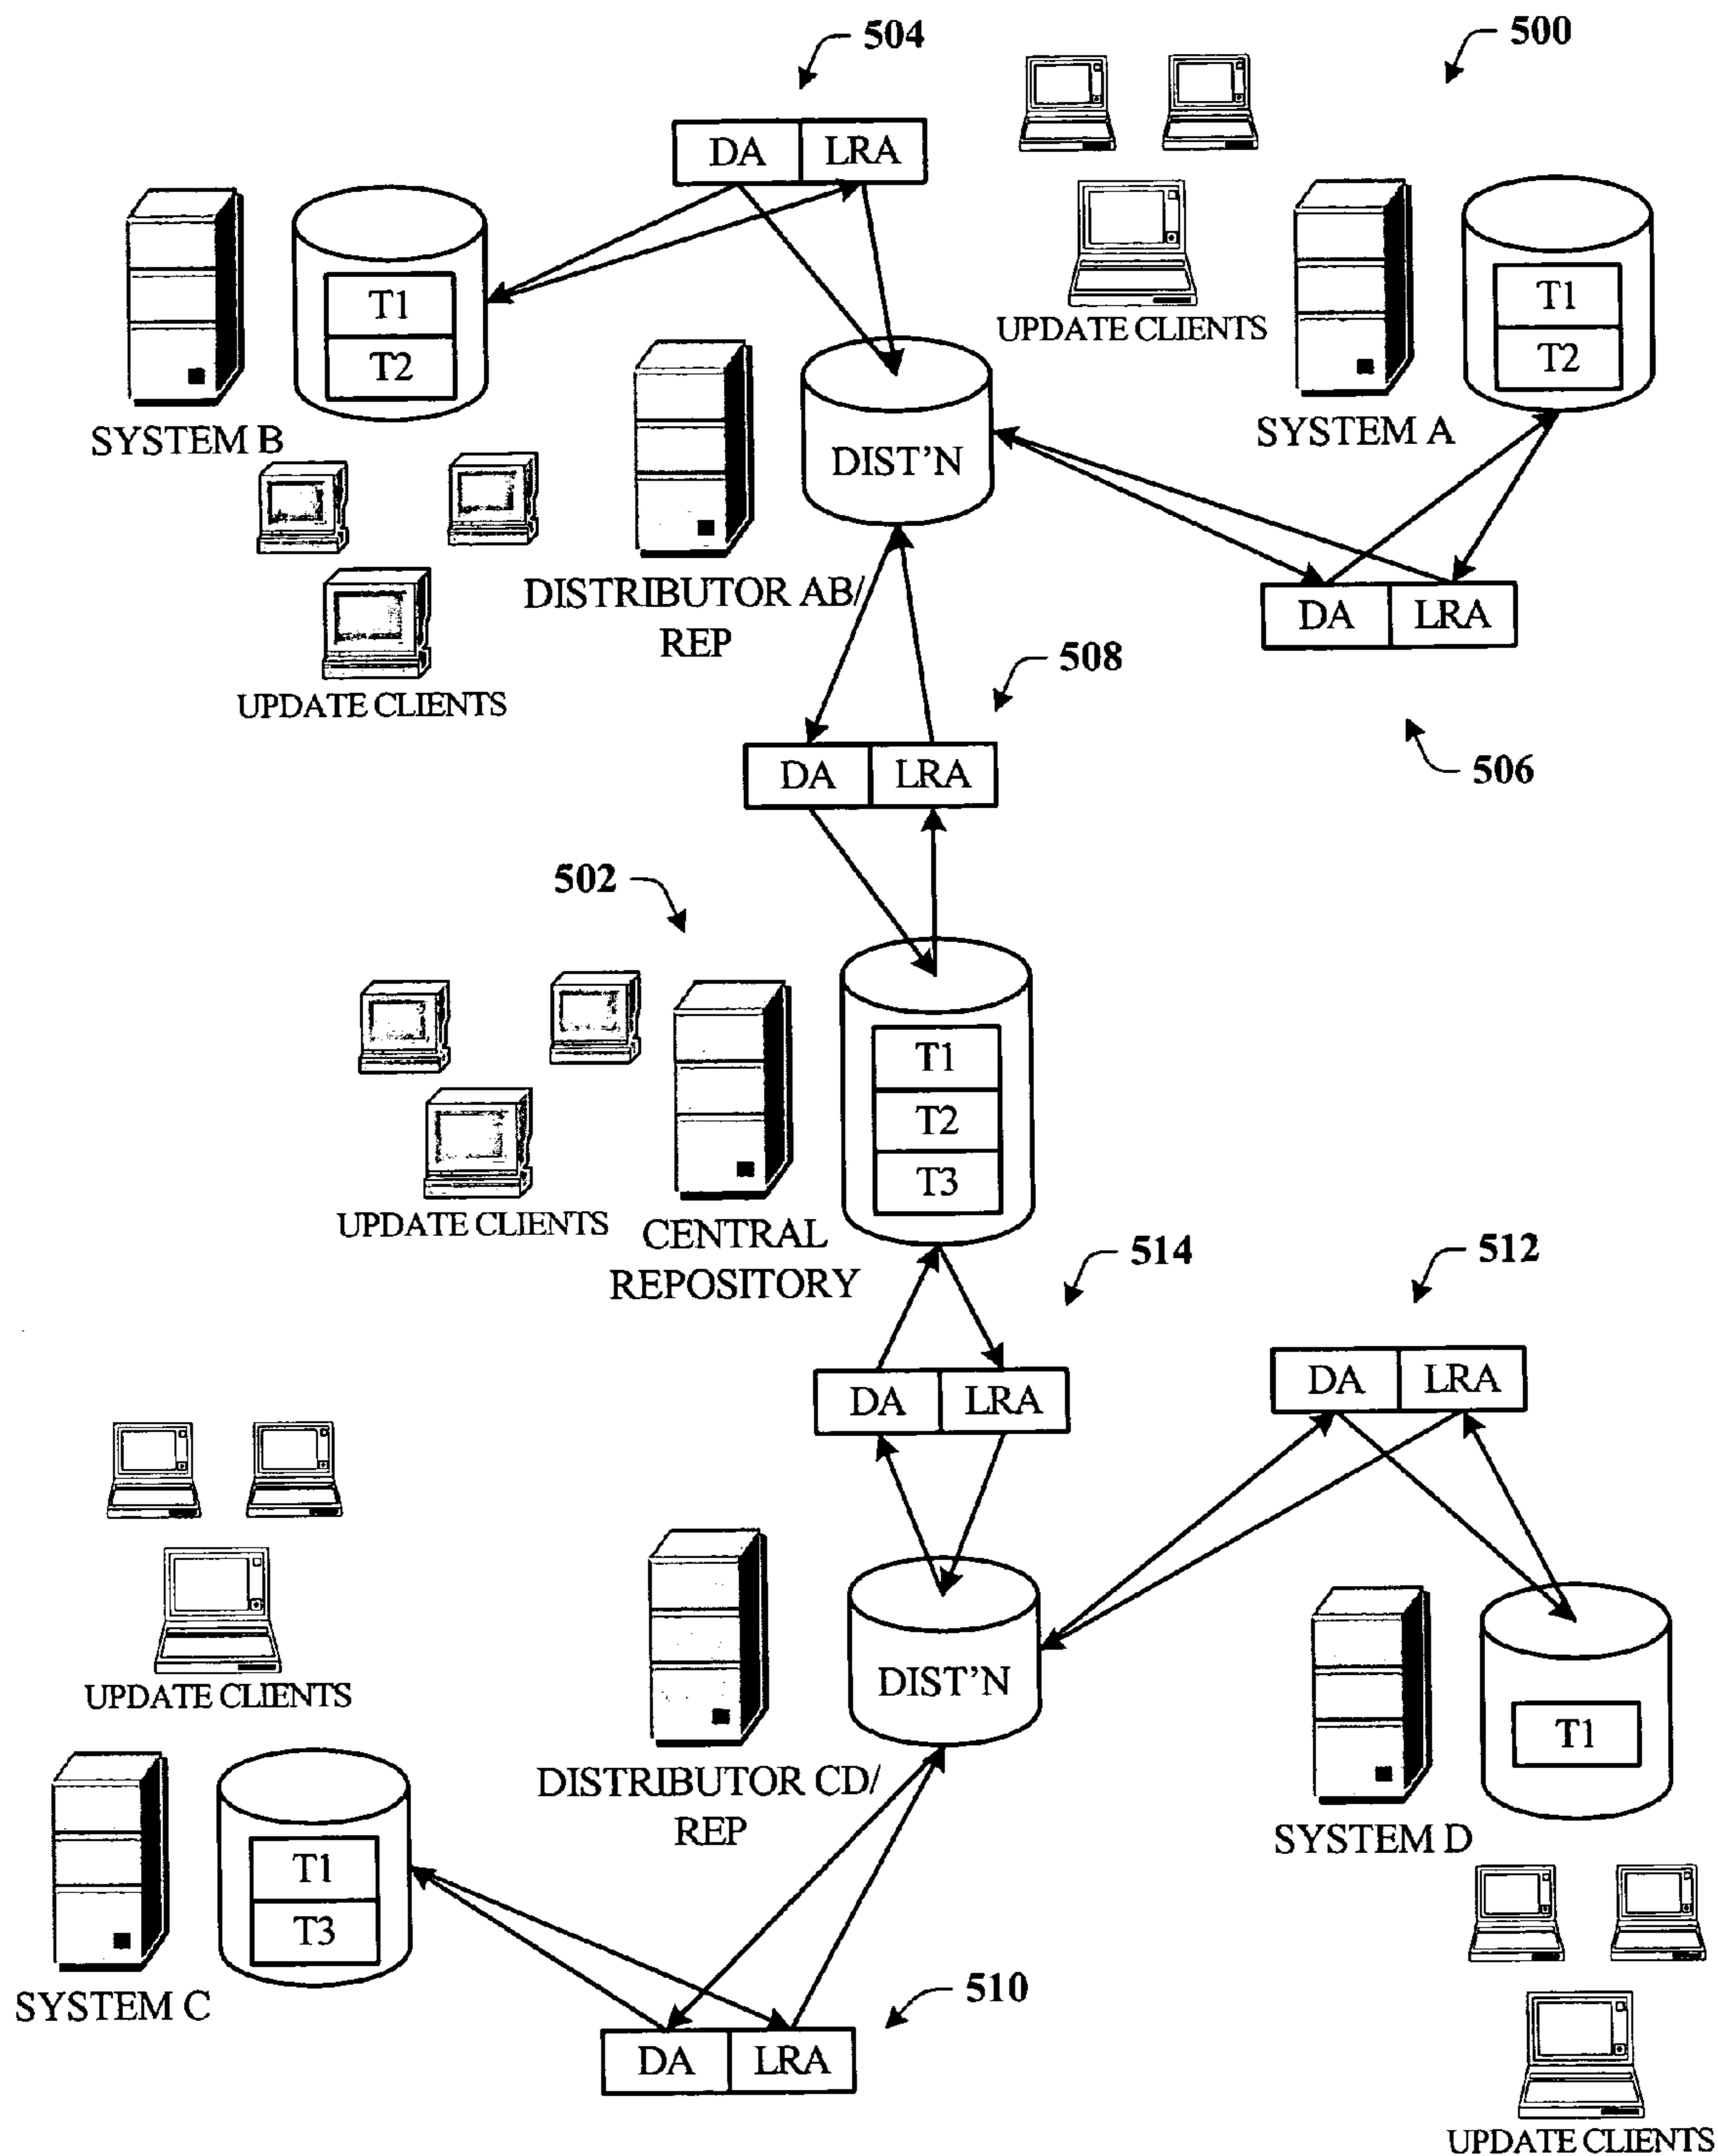 504
500
DA LRA
T1
T2
SYSTEM B
UPDATE CLIENTS
T1
T2
SYSTEM A
DIST'N
DISTRIBUTOR AB/
REP
UPDATE CLIENTS
DA LRA
506
508
DA LRA
502
T1
T2
T3
UPDATE CLIENTS
CENTRAL
REPOSITORY
514
512
DA LRA
DA LRA
UPDATE CLIENTS
DIST'N
DISTRIBUTOR CD/
REP
T1
SYSTEM D
T1
T3
SYSTEM C
510
DA LRA
UPDATE CLIENTS